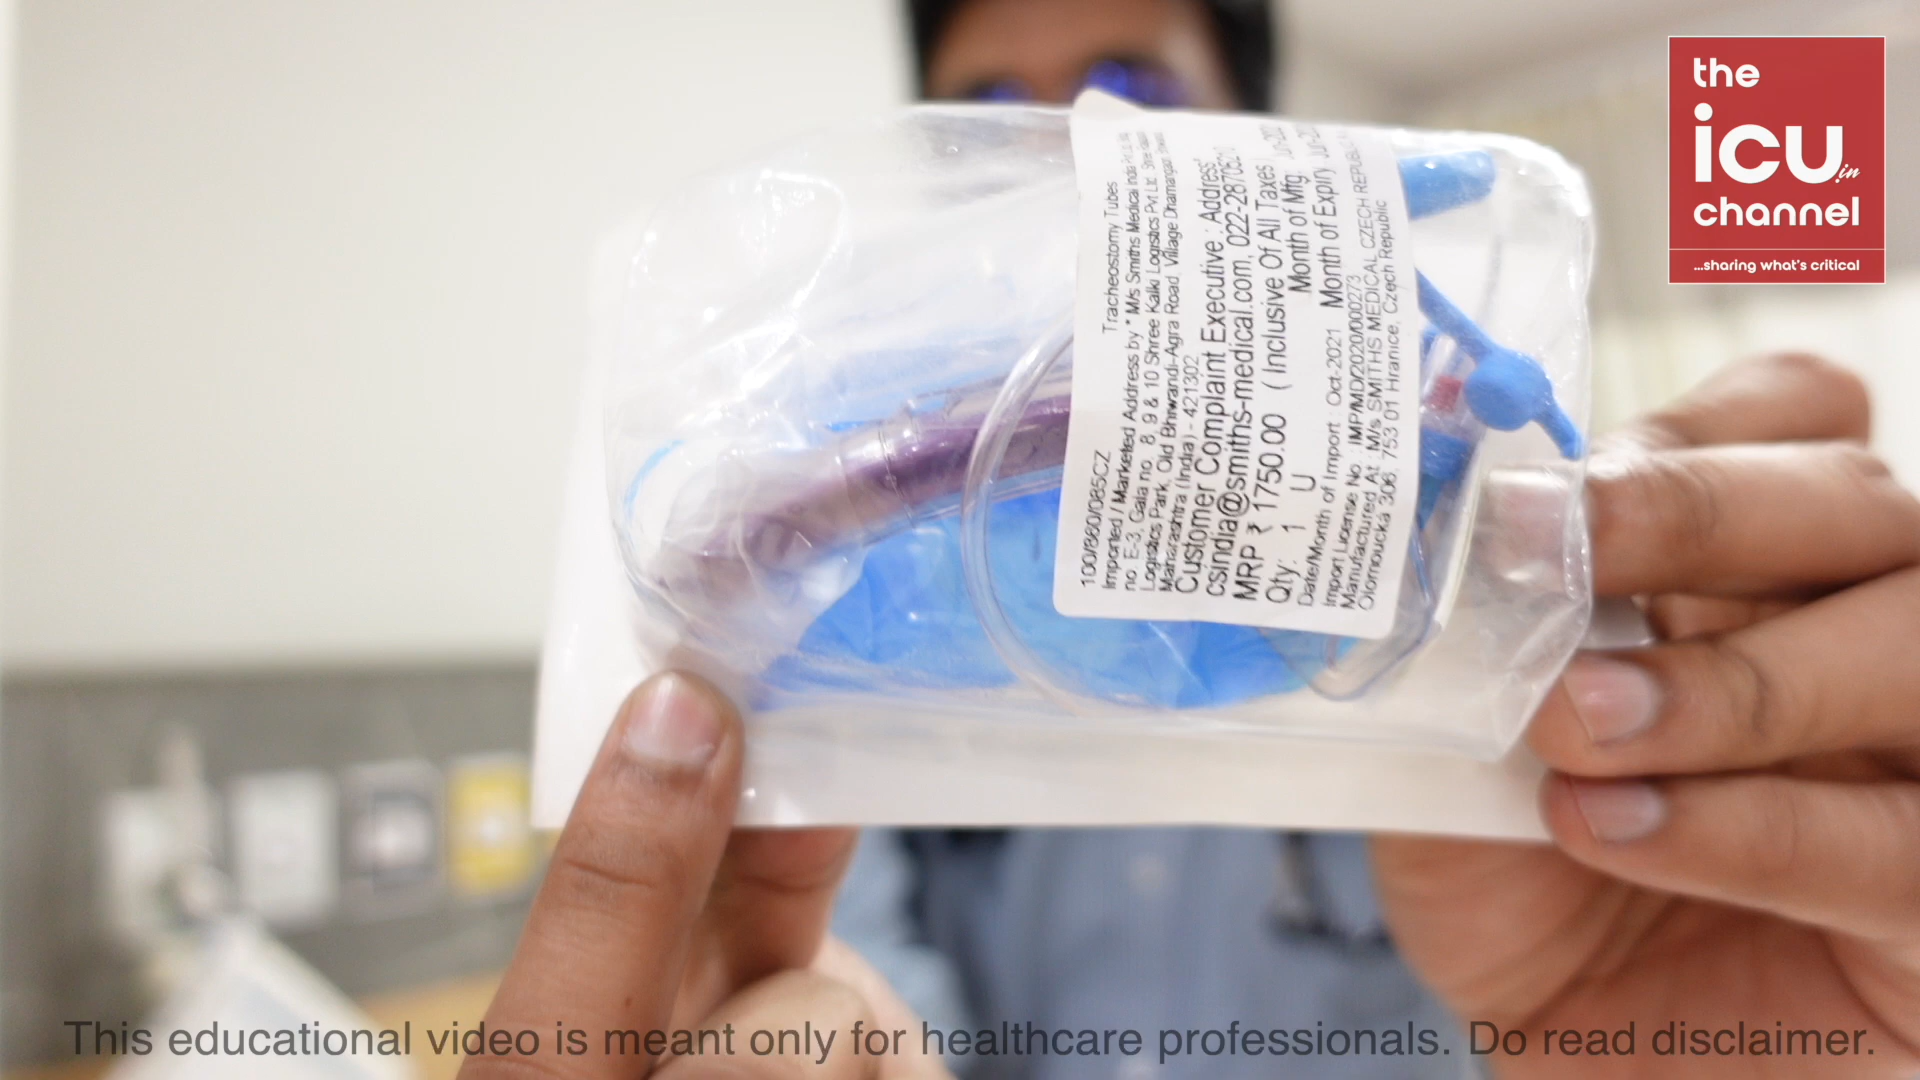 the
icu.in
channel
...sharing what's critical
100/860/085CZ Tracheostomy Tubes
Imported / Marketed Address by * M/s Smiths Medical India Pvt Ltd
no. E-3, Gala no. 8, 9 & 10 Shree Kalki Logistics Pvt Ltd,
Logistics Park, Old Bhiwandi-Agra Road, Village Dhamangaon
Maharashtra (India) - 421302
Customer Complaint Executive : Address*
csindia@smiths-medical.com, 022-28705210
MRP ₹ 1750.00 ( Inclusive Of All Taxes)
Qty: 1 U Month of Mfg.
Date/Month of Import : Oct-2021 Month of Expiry
Import License No : IMP/MD/2020/000273
Manufactured At: M/s SMITHS MEDICAL CZECH REPUBLIC
Olomoucká 306, 753 01 Hranice, Czech Republic
This educational video is meant only for healthcare professionals. Do read disclaimer.